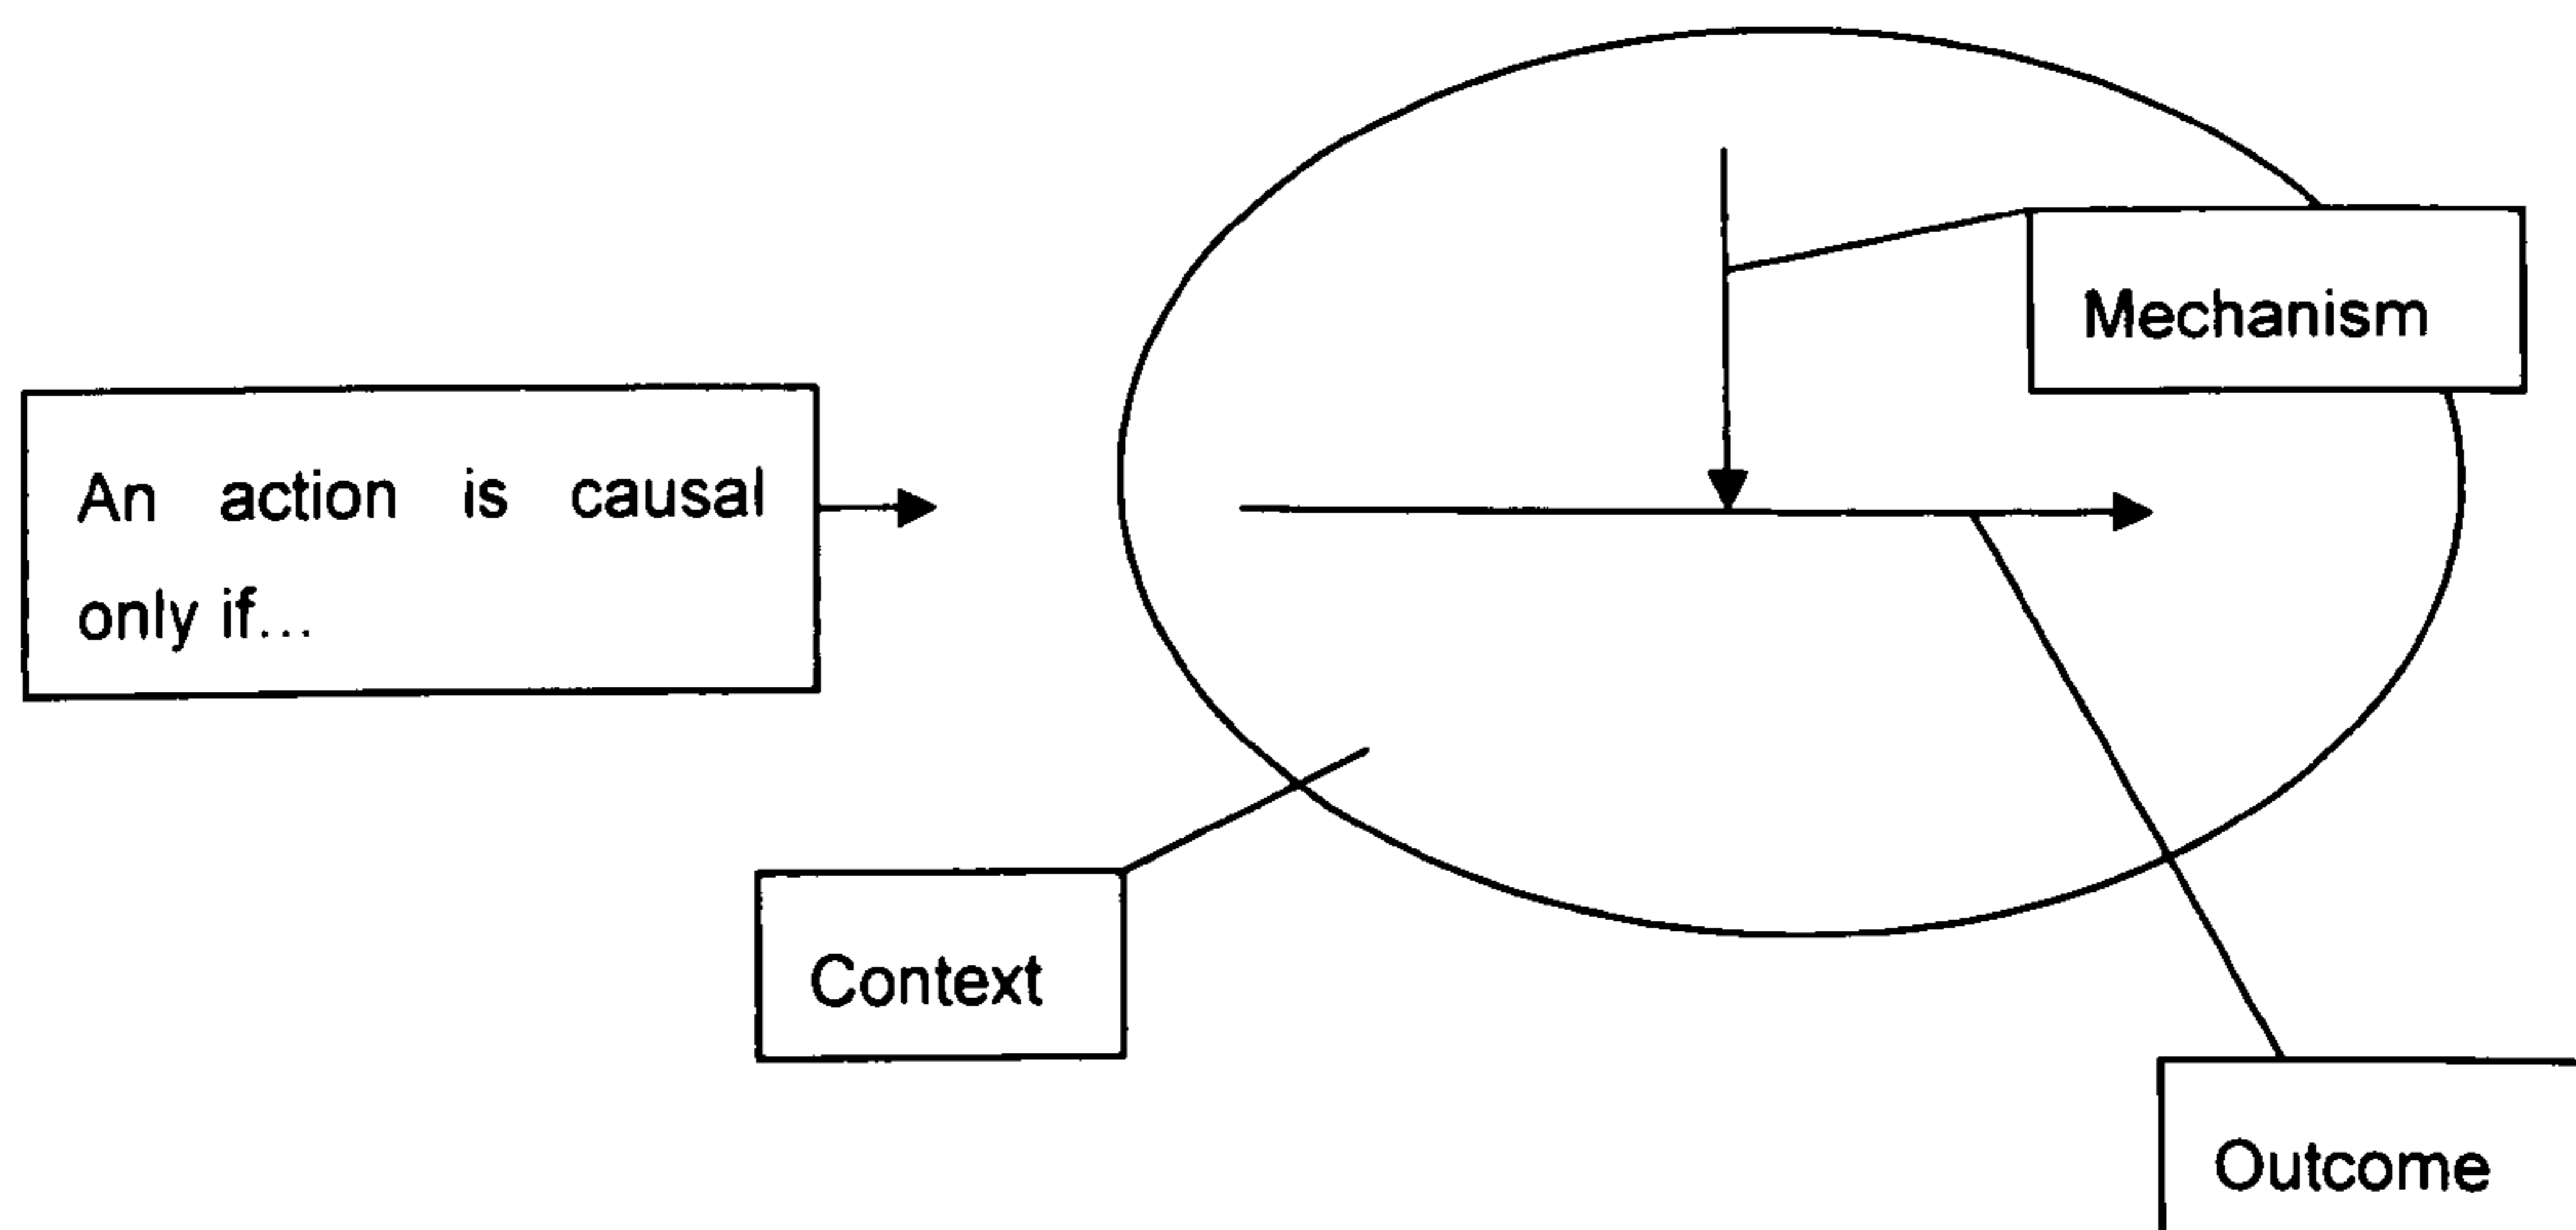 An action is causal
only if...
Mechanism
Context
Outcome